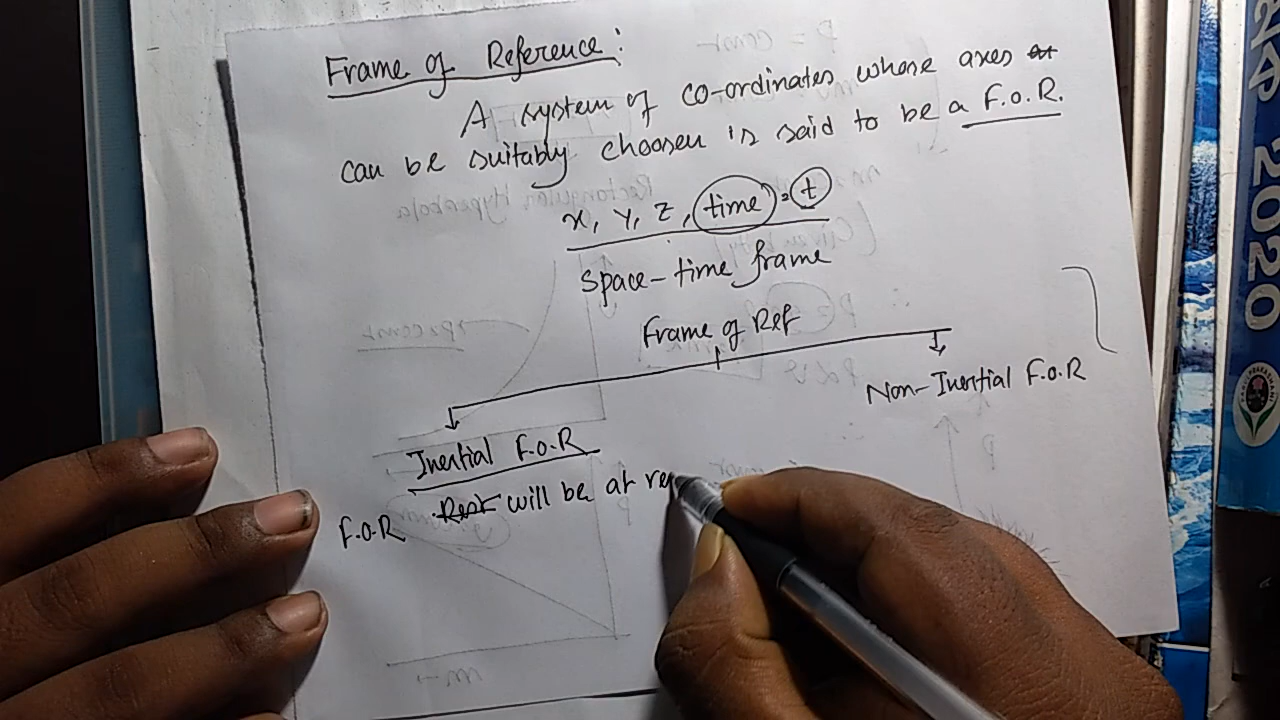 Frame of Reference:
A system of co-ordinates whose axes
can be suitably choosen is said to be a F.O.R.
x, y, z, time = t
Space-time frame
Frame of Ref
Non-Inertial F.O.R
Inertial F.O.R
F.O.R Rest will be at re
2020